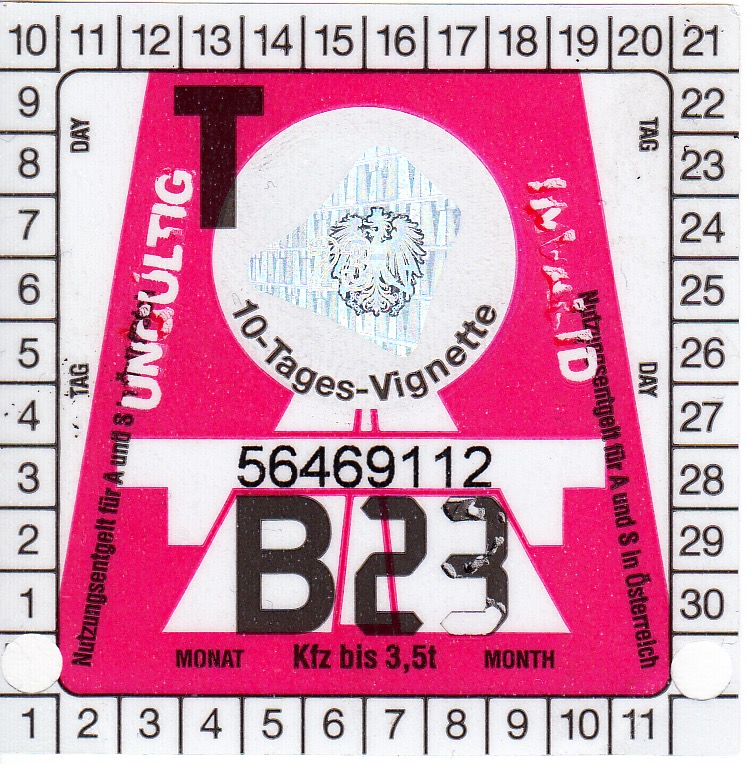 10 11 12 13 14 15 16 17 18 19 20 21
9
8
7
6
5
4
3
2
1
DAY
TAG
T
UNGÜLTIG
INVALID
10-Tages-Vignette
TAG
DAY
Nutzungsentgelt für A und S in
Nutzungsentgelt für A und S in Österreich
56469112
B23
MONAT Kfz bis 3,5t MONTH
22
23
24
25
26
27
28
29
30
1 2 3 4 5 6 7 8 9 10 11